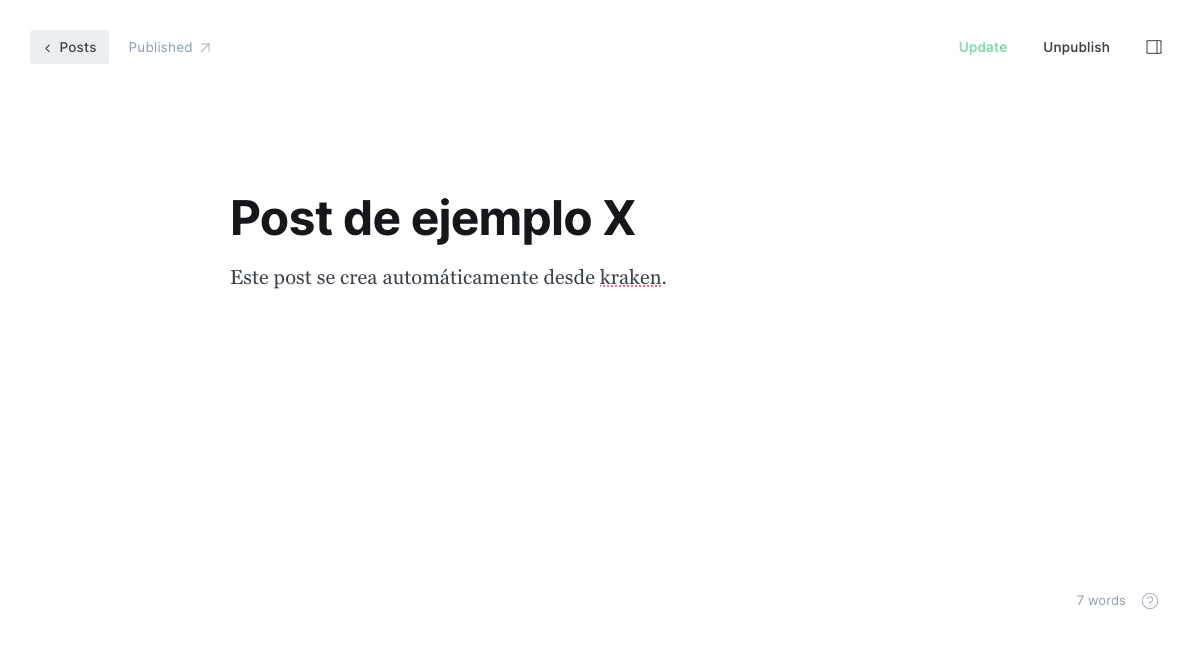 Posts
Published
Update
Unpublish
Post de ejemplo X
Este post se crea automáticamente desde kraken.
7 words
?